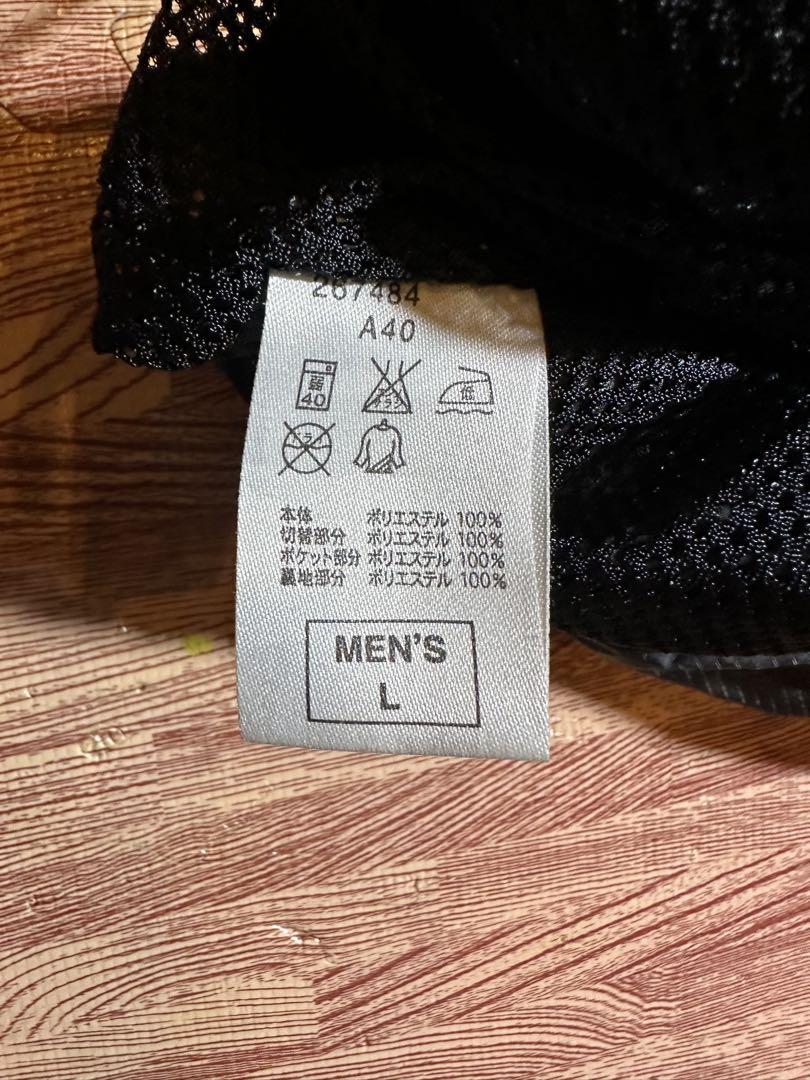 267484
A40
40
低
本体 ポリエステル 100%
切替部分 ポリエステル 100%
ポケット部分 ポリエステル 100%
裏地部分 ポリエステル 100%
MEN'S
L